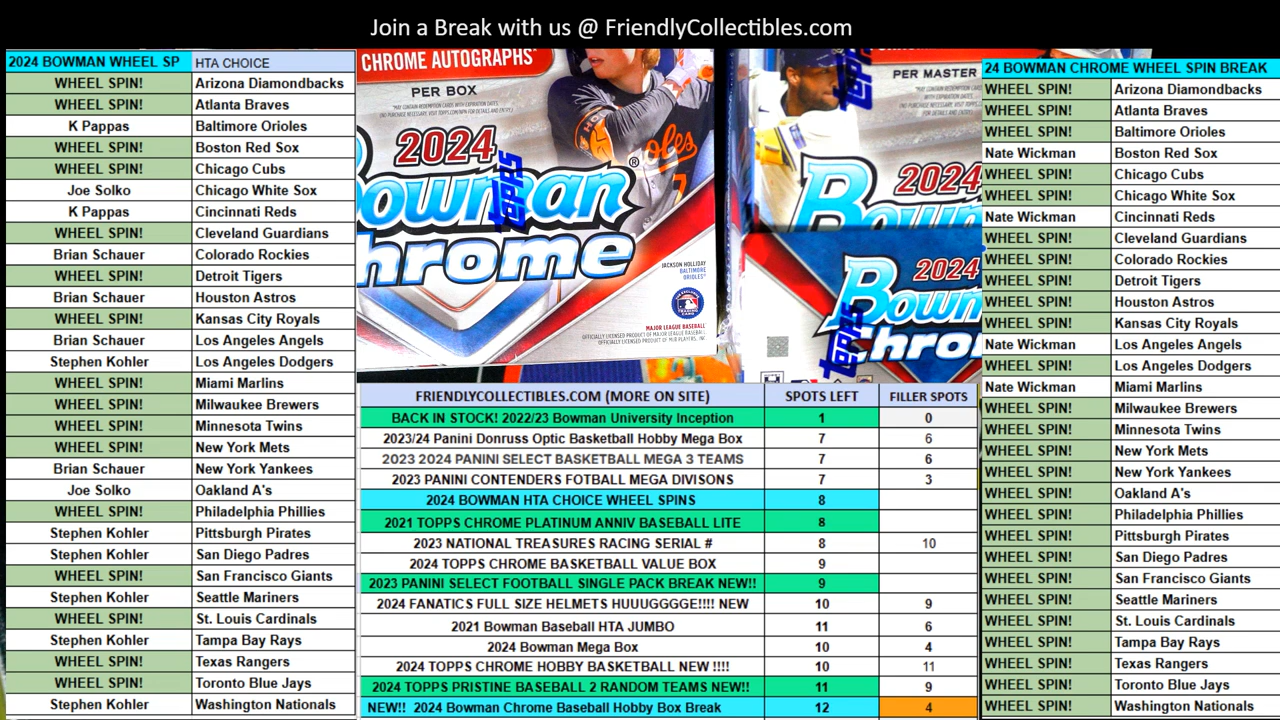 Join a Break with us @ FriendlyCollectibles.com
2024 BOWMAN WHEEL SP HTA CHOICE
WHEEL SPIN! Arizona Diamondbacks
WHEEL SPIN! Atlanta Braves
K Pappas Baltimore Orioles
WHEEL SPIN! Boston Red Sox
WHEEL SPIN! Chicago Cubs
Joe Solko Chicago White Sox
K Pappas Cincinnati Reds
WHEEL SPIN! Cleveland Guardians
Brian Schauer Colorado Rockies
WHEEL SPIN! Detroit Tigers
Brian Schauer Houston Astros
WHEEL SPIN! Kansas City Royals
Brian Schauer Los Angeles Angels
Stephen Kohler Los Angeles Dodgers
WHEEL SPIN! Miami Marlins
WHEEL SPIN! Milwaukee Brewers
WHEEL SPIN! Minnesota Twins
WHEEL SPIN! New York Mets
Brian Schauer New York Yankees
Joe Solko Oakland A's
WHEEL SPIN! Philadelphia Phillies
Stephen Kohler Pittsburgh Pirates
Stephen Kohler San Diego Padres
WHEEL SPIN! San Francisco Giants
Stephen Kohler Seattle Mariners
WHEEL SPIN! St. Louis Cardinals
Stephen Kohler Tampa Bay Rays
WHEEL SPIN! Texas Rangers
WHEEL SPIN! Toronto Blue Jays
Stephen Kohler Washington Nationals
CHROME AUTOGRAPHS*
PER BOX
2024
Bowman
Chrome
topps
JACKSON HOLLIDAY
BALTIMORE
ORIOLES®
MAJOR LEAGUE BASEBALL
PER MASTER
2024
Bowm
topps
2024
Bowm
Chro
topps
FRIENDLYCOLLECTIBLES.COM (MORE ON SITE) SPOTS LEFT FILLER SPOTS
BACK IN STOCK! 2022/23 Bowman University Inception 1 0
2023/24 Panini Donruss Optic Basketball Hobby Mega Box 7 6
2023 2024 PANINI SELECT BASKETBALL MEGA 3 TEAMS 7 6
2023 PANINI CONTENDERS FOTBALL MEGA DIVISONS 7 3
2024 BOWMAN HTA CHOICE WHEEL SPINS 8
2021 TOPPS CHROME PLATINUM ANNIV BASEBALL LITE 8
2023 NATIONAL TREASURES RACING SERIAL # 8 10
2024 TOPPS CHROME BASKETBALL VALUE BOX 9
2023 PANINI SELECT FOOTBALL SINGLE PACK BREAK NEW!! 9
2024 FANATICS FULL SIZE HELMETS HUUUGGGGE!!!! NEW 10 9
2021 Bowman Baseball HTA JUMBO 11 6
2024 Bowman Mega Box 10 4
2024 TOPPS CHROME HOBBY BASKETBALL NEW !!!! 10 11
2024 TOPPS PRISTINE BASEBALL 2 RANDOM TEAMS NEW!! 11 9
NEW!! 2024 Bowman Chrome Baseball Hobby Box Break 12 4
24 BOWMAN CHROME WHEEL SPIN BREAK
WHEEL SPIN! Arizona Diamondbacks
WHEEL SPIN! Atlanta Braves
WHEEL SPIN! Baltimore Orioles
Nate Wickman Boston Red Sox
WHEEL SPIN! Chicago Cubs
WHEEL SPIN! Chicago White Sox
Nate Wickman Cincinnati Reds
WHEEL SPIN! Cleveland Guardians
WHEEL SPIN! Colorado Rockies
WHEEL SPIN! Detroit Tigers
WHEEL SPIN! Houston Astros
WHEEL SPIN! Kansas City Royals
Nate Wickman Los Angeles Angels
WHEEL SPIN! Los Angeles Dodgers
Nate Wickman Miami Marlins
WHEEL SPIN! Milwaukee Brewers
WHEEL SPIN! Minnesota Twins
WHEEL SPIN! New York Mets
WHEEL SPIN! New York Yankees
WHEEL SPIN! Oakland A's
WHEEL SPIN! Philadelphia Phillies
WHEEL SPIN! Pittsburgh Pirates
WHEEL SPIN! San Diego Padres
WHEEL SPIN! San Francisco Giants
WHEEL SPIN! Seattle Mariners
WHEEL SPIN! St. Louis Cardinals
WHEEL SPIN! Tampa Bay Rays
WHEEL SPIN! Texas Rangers
WHEEL SPIN! Toronto Blue Jays
WHEEL SPIN! Washington Nationals